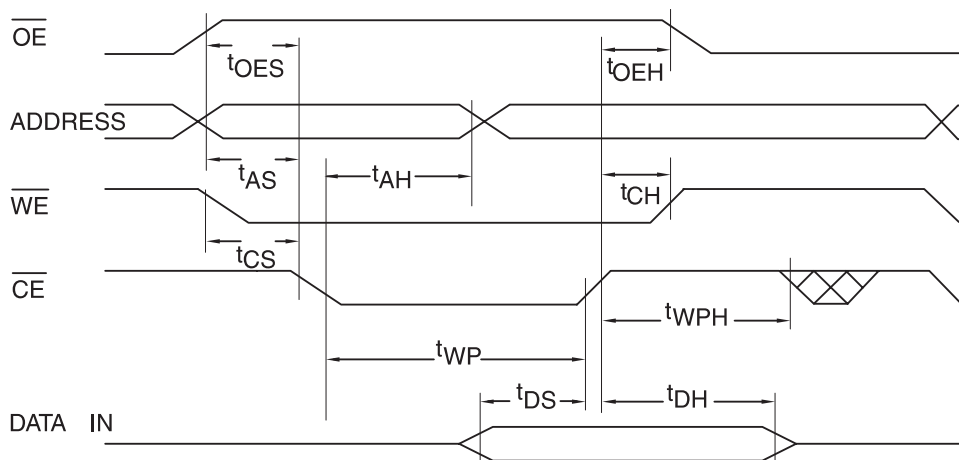 OE
tOES
tOEH
ADDRESS
tAS
tAH
tCH
WE
tCS
CE
tWPH
tWP
tDS
tDH
DATA IN